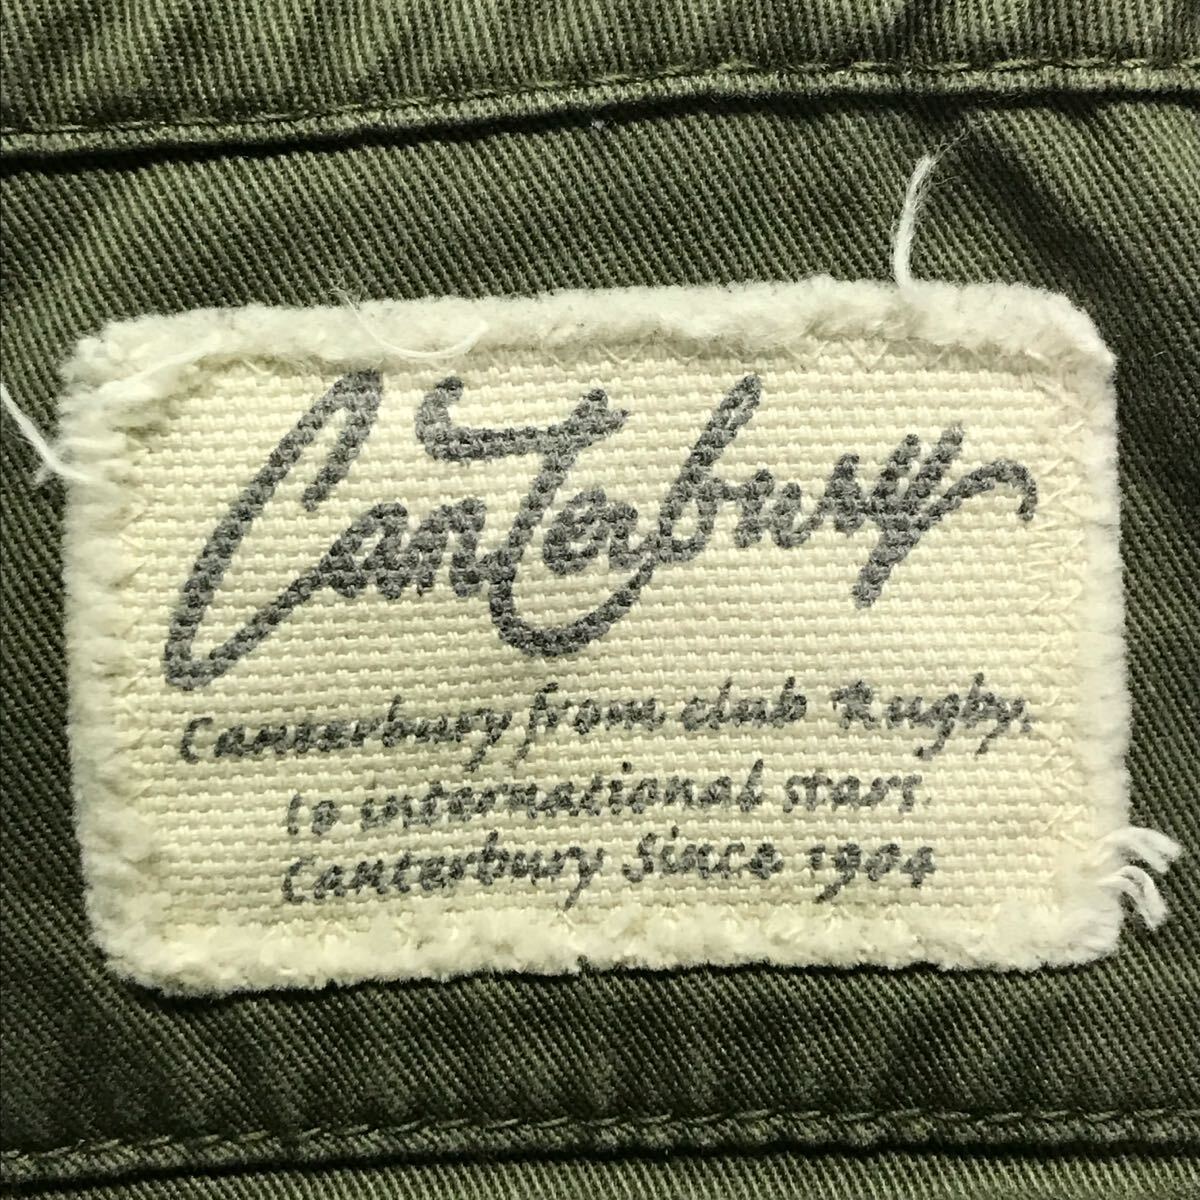 Canterbury
Canterbury from club Rugby.
to international stars.
Canterbury Since 1904